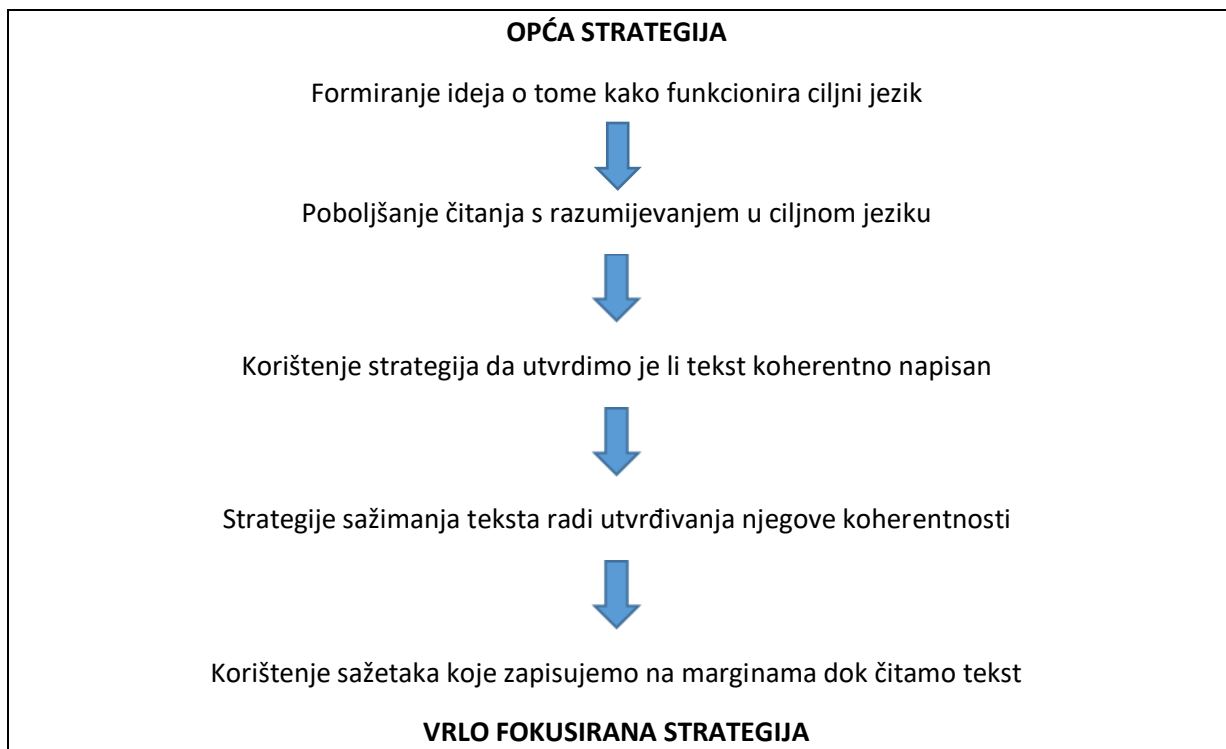 OPĆA STRATEGIJA
Formiranje ideja o tome kako funkcionira ciljni jezik
Poboljšanje čitanja s razumijevanjem u ciljnom jeziku
Korištenje strategija da utvrdimo je li tekst koherentno napisan
Strategije sažimanja teksta radi utvrđivanja njegove koherentnosti
Korištenje sažetaka koje zapisujemo na marginama dok čitamo tekst
VRLO FOKUSIRANA STRATEGIJA